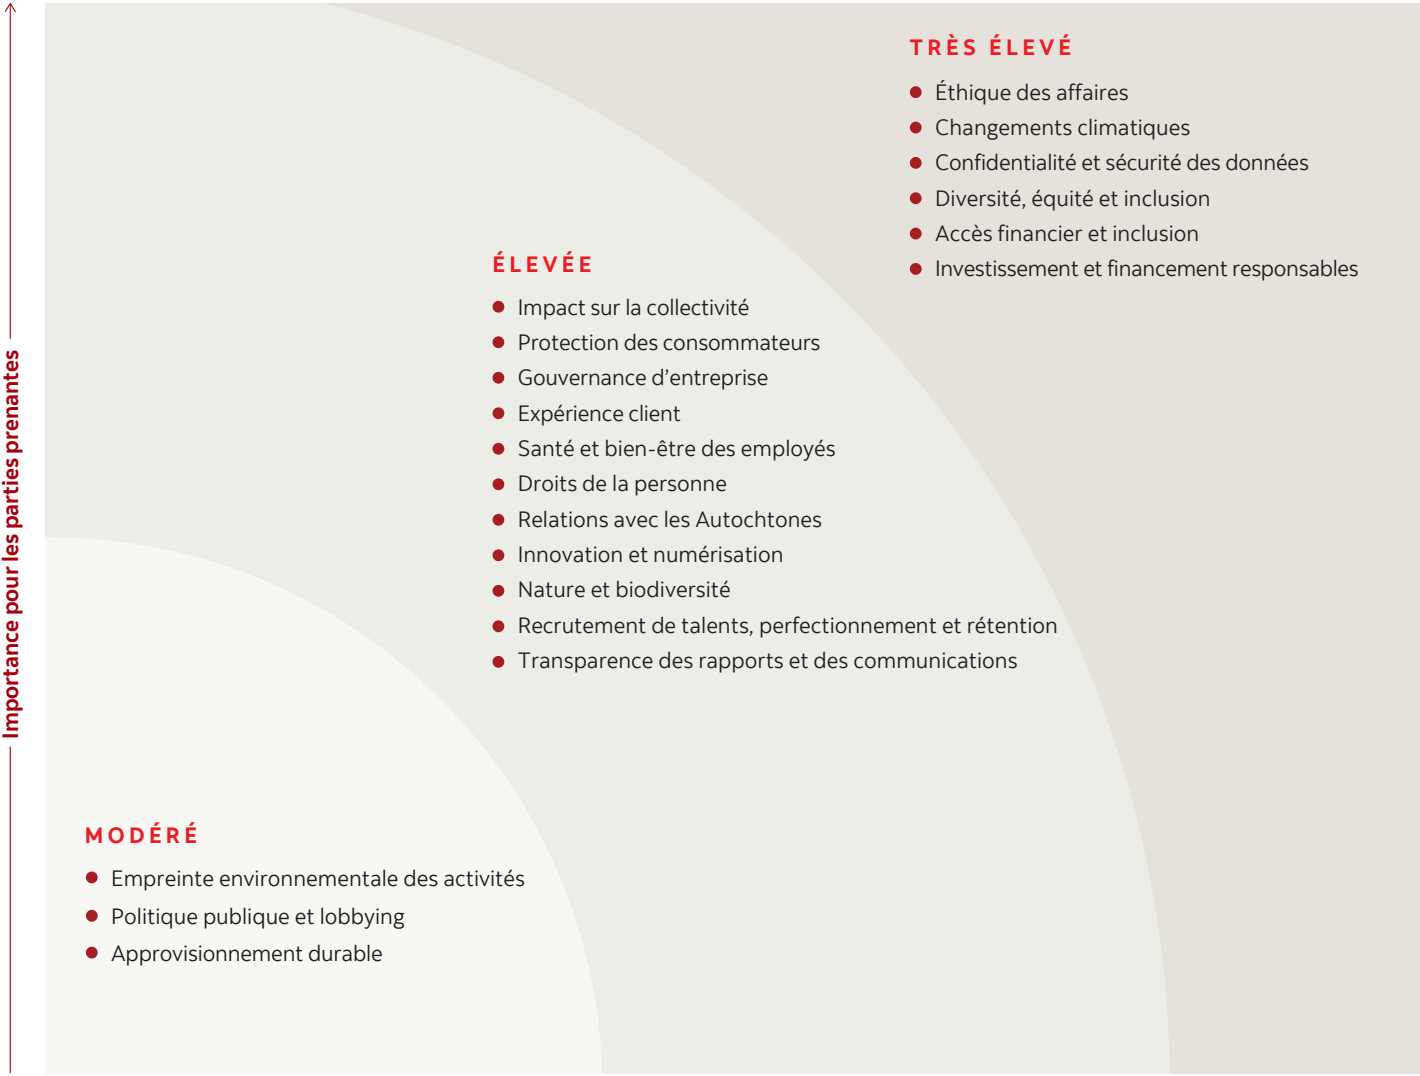 Importance pour les parties prenantes
TRÈS ÉLEVÉ
Éthique des affaires
Changements climatiques
Confidentialité et sécurité des données
Diversité, équité et inclusion
Accès financier et inclusion
Investissement et financement responsables
ÉLEVÉE
Impact sur la collectivité
Protection des consommateurs
Gouvernance d’entreprise
Expérience client
Santé et bien-être des employés
Droits de la personne
Relations avec les Autochtones
Innovation et numérisation
Nature et biodiversité
Recrutement de talents, perfectionnement et rétention
Transparence des rapports et des communications
MODÉRÉ
Empreinte environnementale des activités
Politique publique et lobbying
Approvisionnement durable